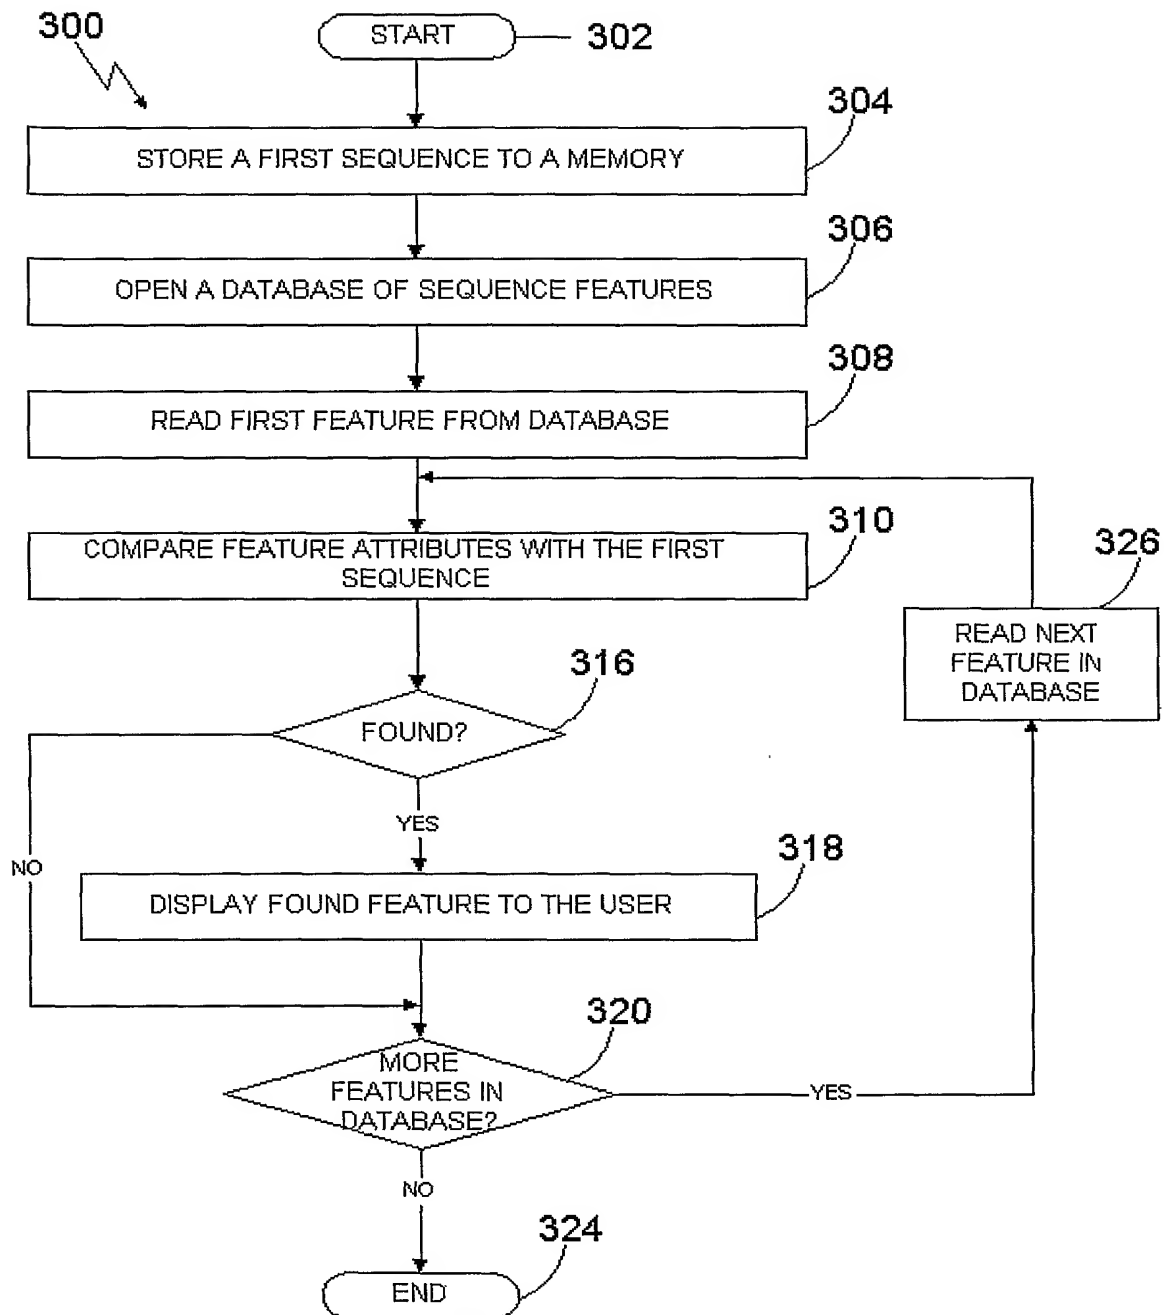 300
START
302
304
STORE A FIRST SEQUENCE TO A MEMORY
306
OPEN A DATABASE OF SEQUENCE FEATURES
308
READ FIRST FEATURE FROM DATABASE
310
COMPARE FEATURE ATTRIBUTES WITH THE FIRST
SEQUENCE
326
READ NEXT
FEATURE IN
DATABASE
316
FOUND?
YES
NO
318
DISPLAY FOUND FEATURE TO THE USER
320
MORE
FEATURES IN
DATABASE?
YES
NO
324
END